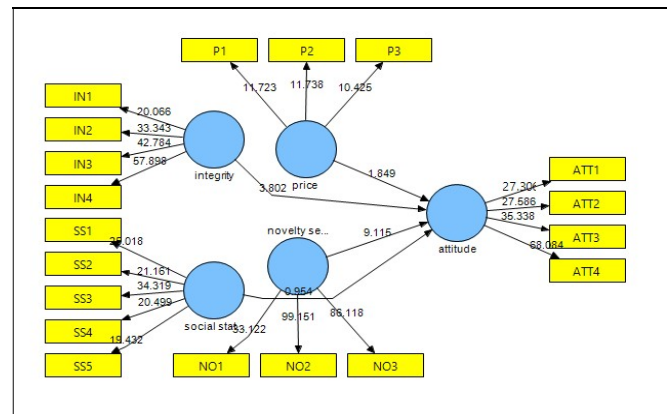 P1
P2
P3
11.723
11.738
10.425
IN1
IN2
IN3
IN4
20.066
33.343
42.784
57.898
integrity
price
3.802
1.849
ATT1
ATT2
ATT3
ATT4
27.586
35.338
68.084
attitude
SS1
SS2
SS3
SS4
SS5
21.161
34.319
20.499
19.432
social stat
novelty se...
9.115
0.954
99.151
86.118
NO1
NO2
NO3